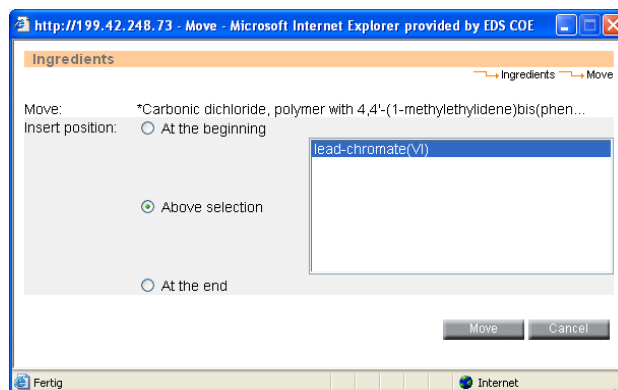 http://199.42.248.73 - Move - Microsoft Internet Explorer provided by EDS COE
Ingredients
Ingredients Move
Move: *Carbonic dichloride, polymer with 4,4'-(1-methylethylidene)bis(phen...
Insert position: At the beginning
lead-chromate(VI)
Above selection
At the end
Move Cancel
Fertig Internet